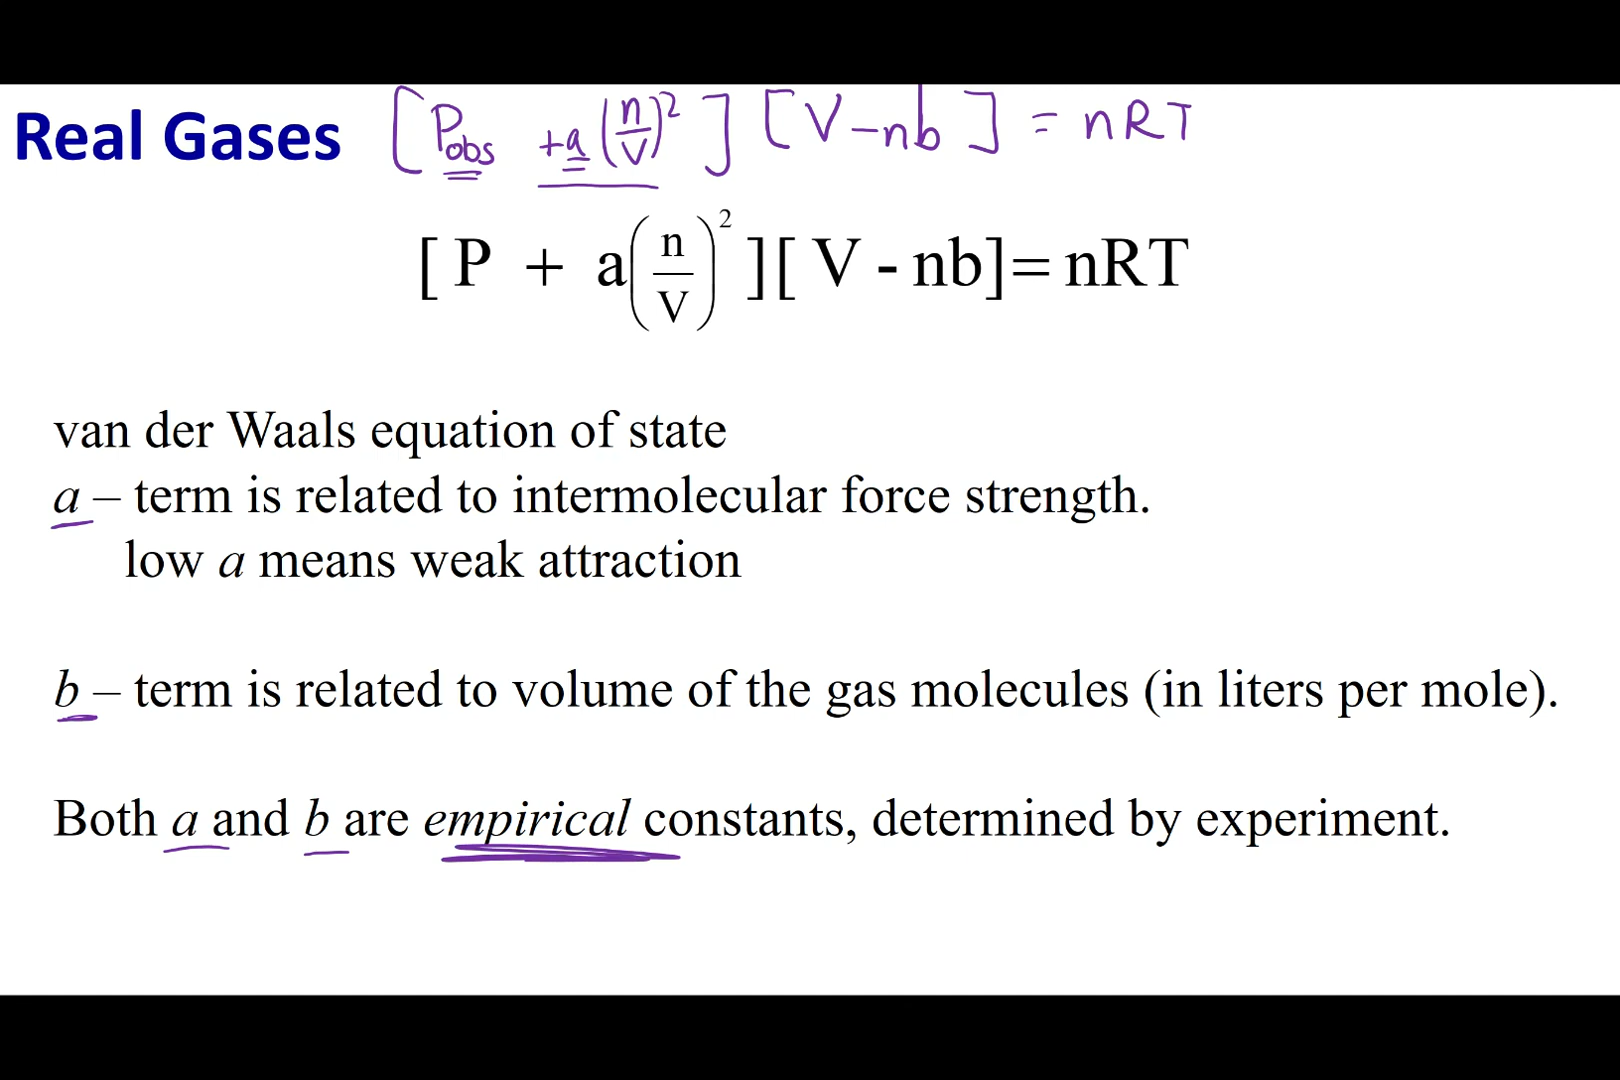 Real Gases [P_obs + a(n/V)²] [V - nb] = nRT
[ P + a(n/V)² ][ V - nb]= nRT
van der Waals equation of state
a – term is related to intermolecular force strength.
low a means weak attraction
b – term is related to volume of the gas molecules (in liters per mole).
Both a and b are empirical constants, determined by experiment.